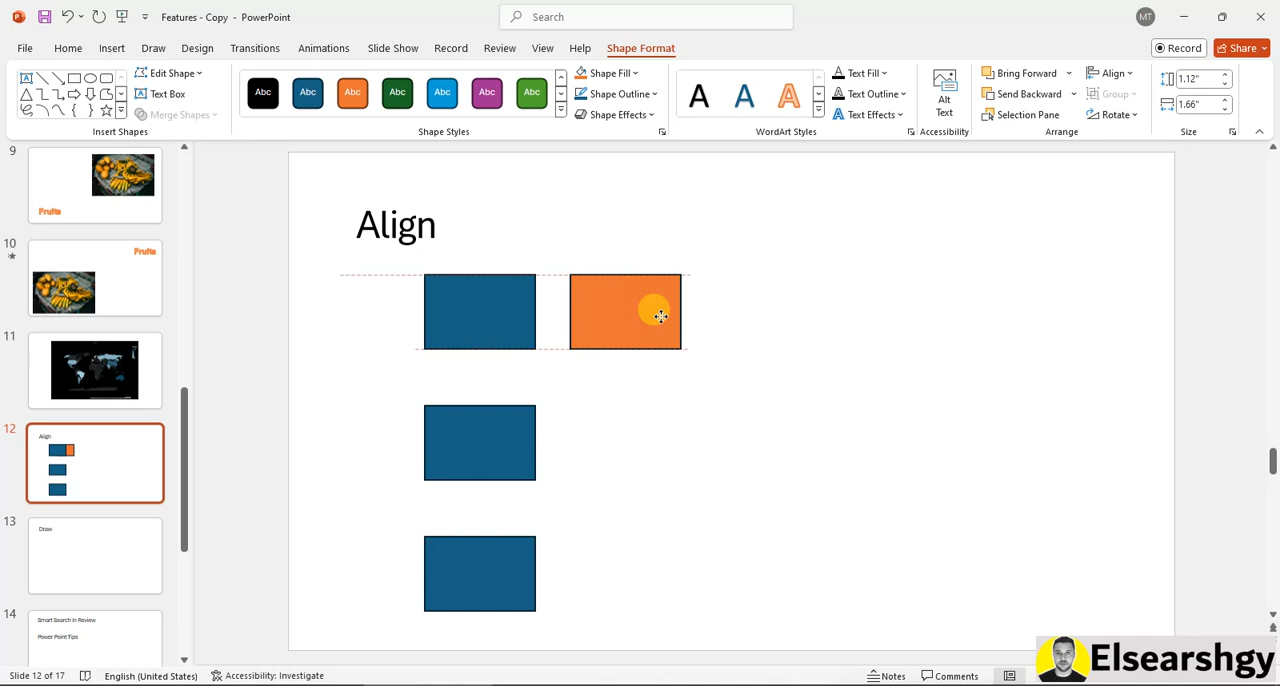 Features - Copy - PowerPoint
Search
MT
File Home Insert Draw Design Transitions Animations Slide Show Record Review View Help Shape Format
Record
Share
Edit Shape
Text Box
Merge Shapes
Insert Shapes
Abc Abc Abc Abc Abc Abc Abc
Shape Fill
Shape Outline
Shape Effects
Shape Styles
A A A
Text Fill
Text Outline
Text Effects
WordArt Styles
Alt
Text
Accessibility
Bring Forward
Send Backward
Selection Pane
Align
Group
Rotate
Arrange
1.12"
1.66"
Size
9
Fruits
10
Fruits
11
12
Align
13
Draw
14
Smart Search In Review
Power Point Tips
Align
Slide 12 of 17
English (United States)
Accessibility: Investigate
Notes
Comments
Elsearshgy